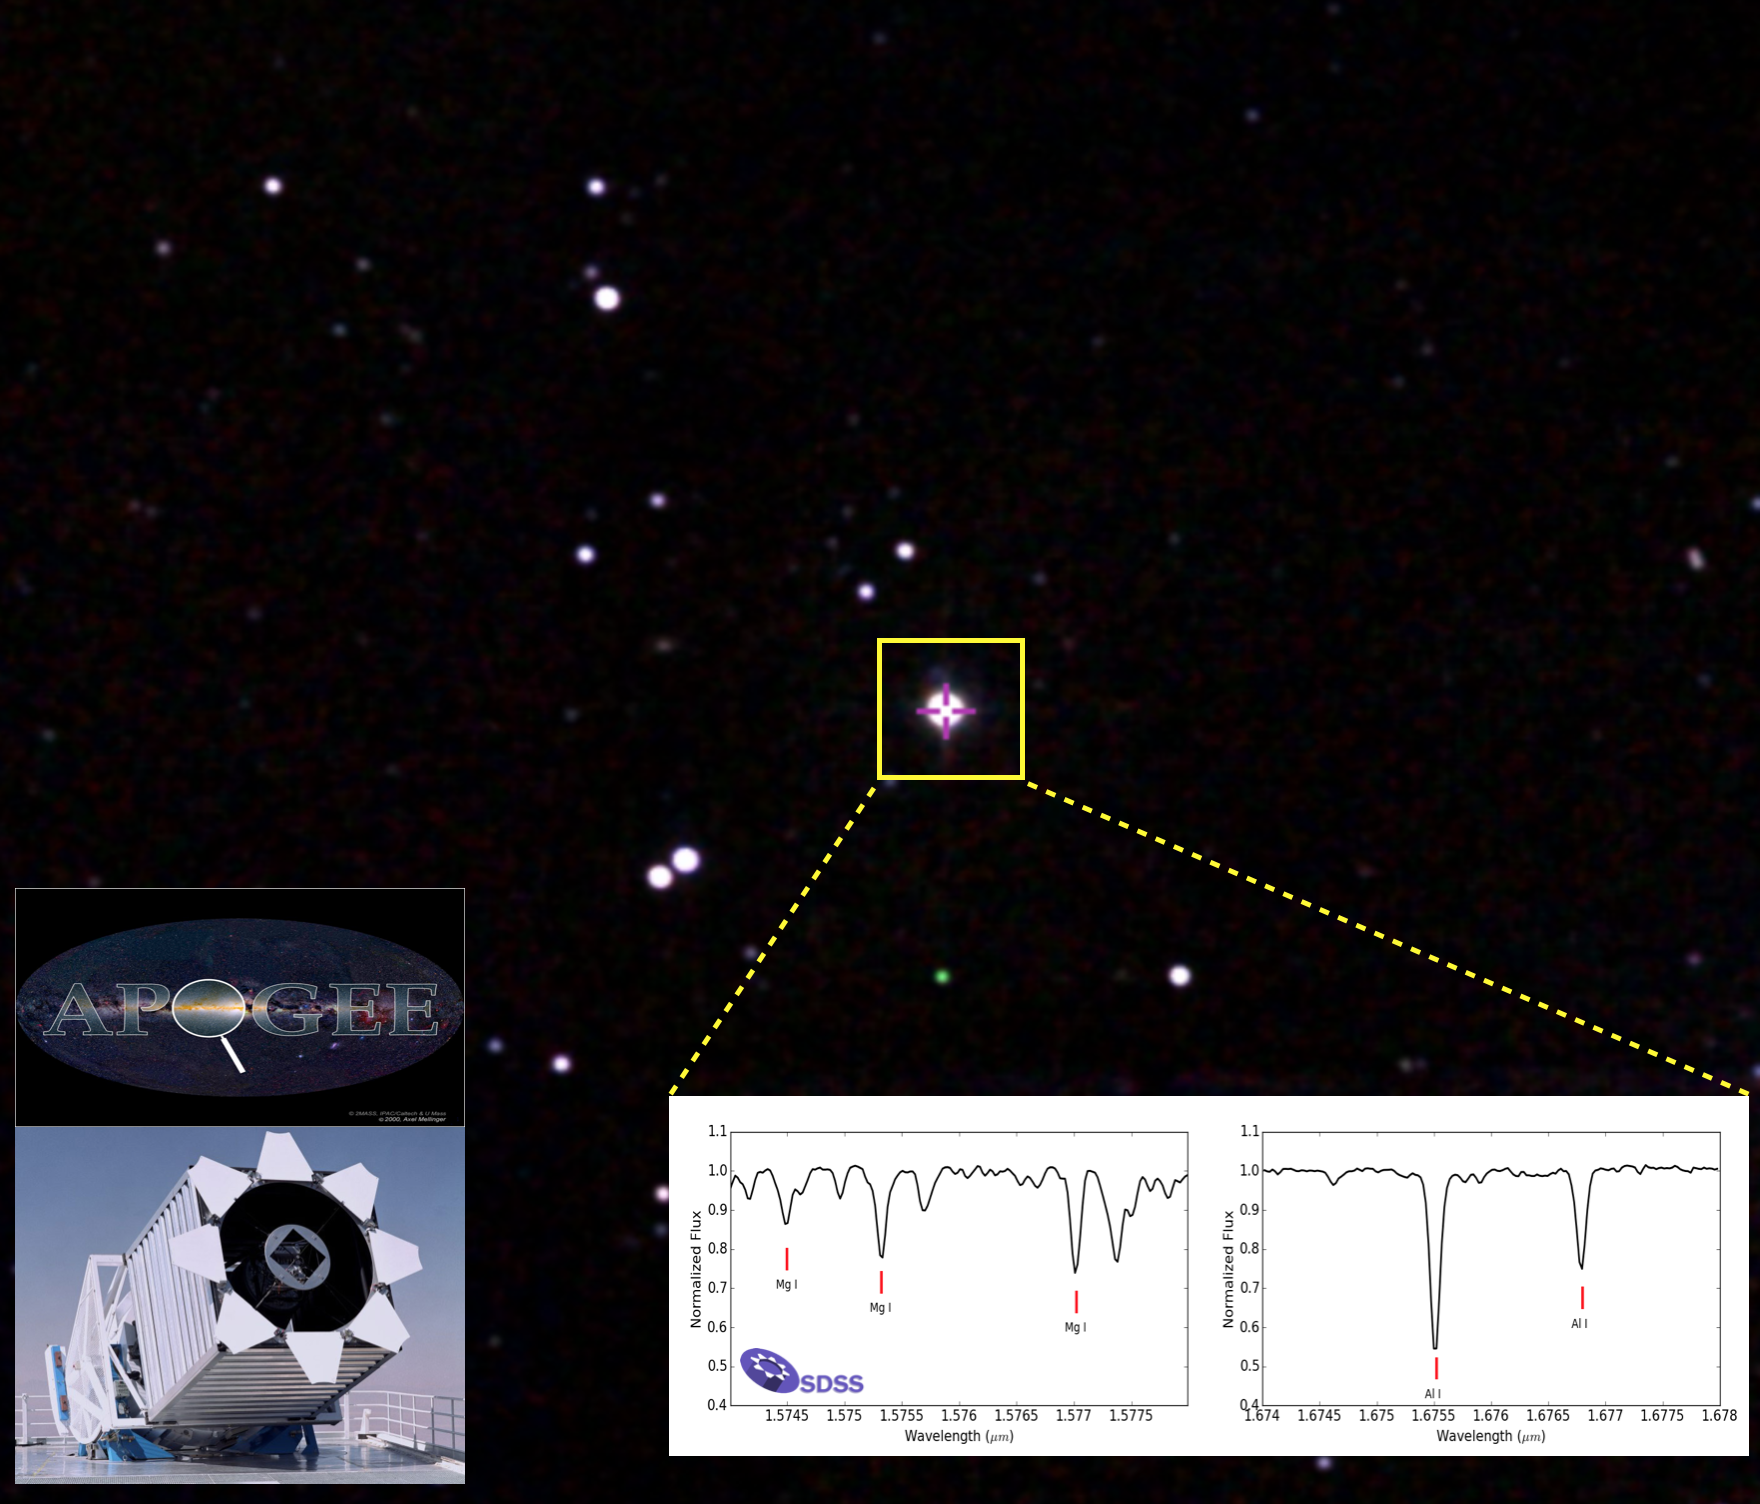 APOGEE
© 2MASS, IPAC/Caltech & U Mass
© 2000, Axel Mellinger
1.1
1.0
0.9
0.8
0.7
0.6
0.5
0.4
Normalized Flux
Mg I
Mg I
Mg I
SDSS
1.5745 1.575 1.5755 1.576 1.5765 1.577 1.5775
Wavelength (μm)
1.1
1.0
0.9
0.8
0.7
0.6
0.5
0.4
Normalized Flux
Al I
Al I
1.674 1.6745 1.675 1.6755 1.676 1.6765 1.677 1.6775 1.678
Wavelength (μm)